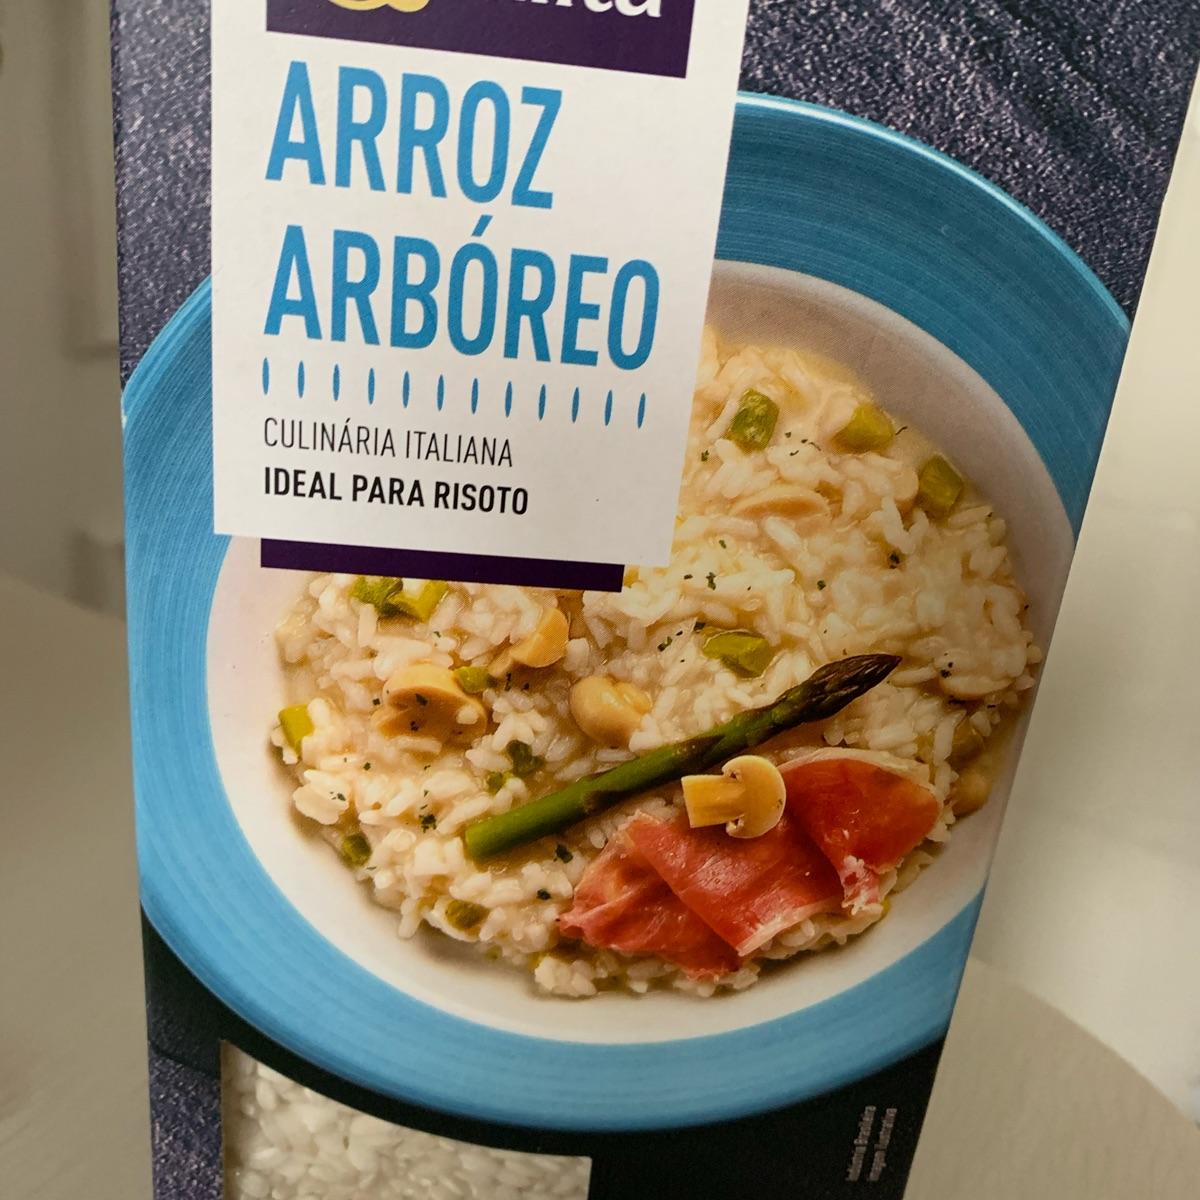 ARROZ
ARBÓREO
CULINÁRIA ITALIANA
IDEAL PARA RISOTO